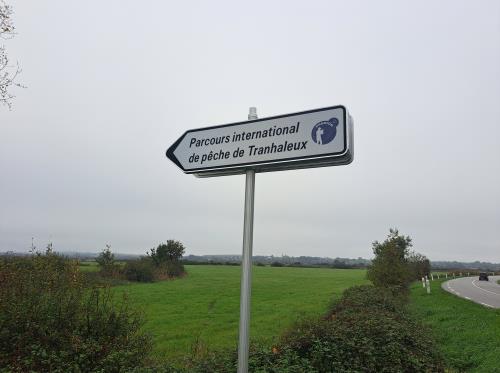 Parcours international
de pêche de Tranhaleux